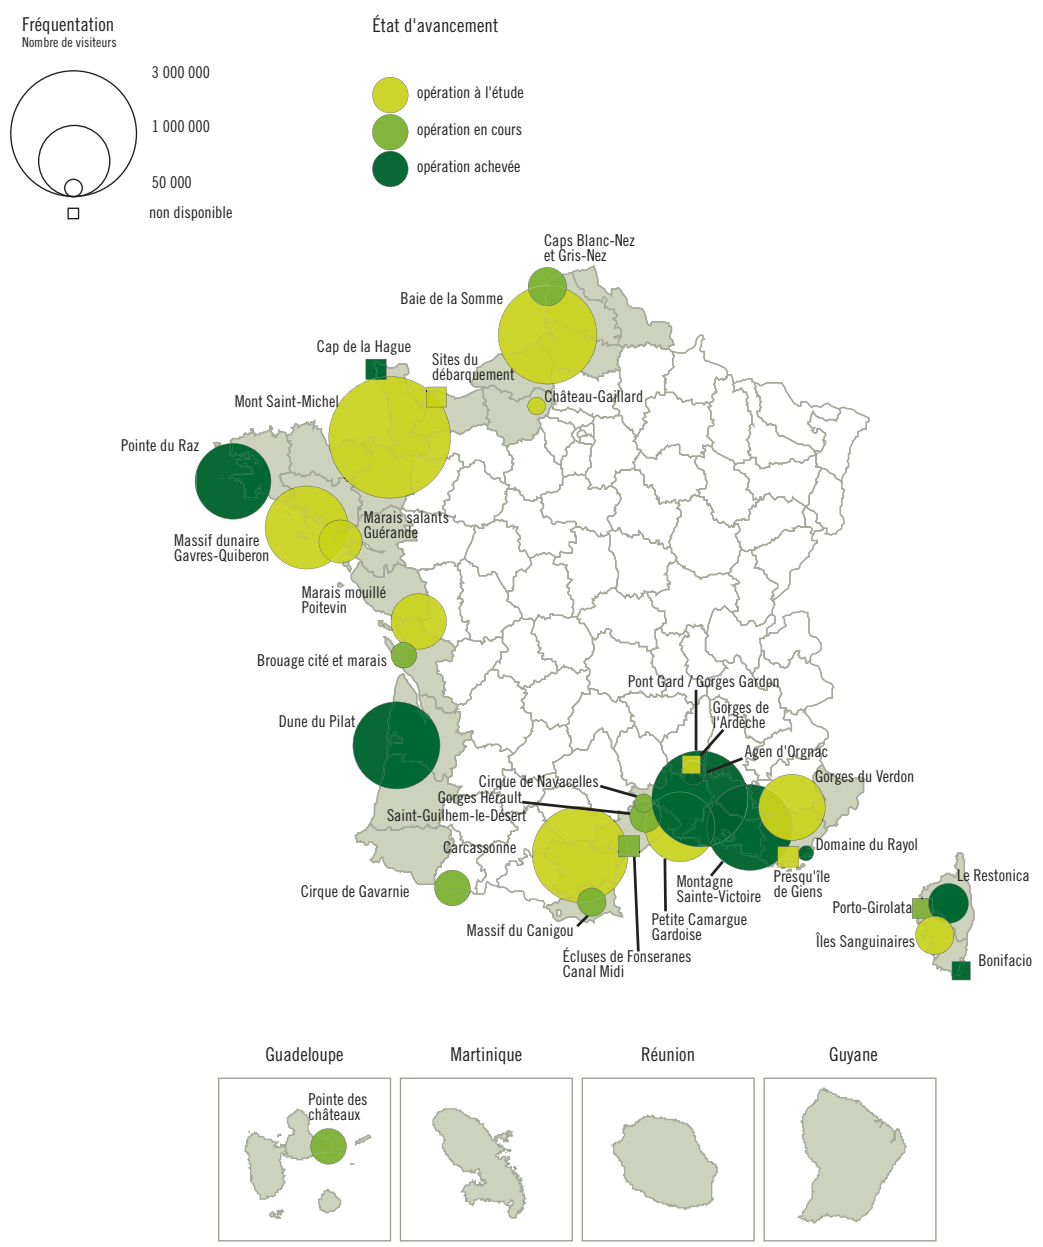 Fréquentation
Nombre de visiteurs
3 000 000
1 000 000
50 000
non disponible
État d'avancement
opération à l'étude
opération en cours
opération achevée
Caps Blanc-Nez
et Gris-Nez
Baie de la Somme
Cap de la Hague
Sites du
débarquement
Château-Gaillard
Mont Saint-Michel
Pointe du Raz
Marais salants
Guérande
Massif dunaire
Gavres-Quiberon
Marais mouillé
Poitevin
Brouage cité et marais
Pont Gard / Gorges Gardon
Gorges de
l'Ardèche
Dune du Pilat
Agen d'Orgnac
Gorges du Verdon
Cirque de Navacelles
Gorges Hérault
Saint-Guilhem-le-Désert
Carcassonne
Domaine du Rayol
Presqu'île
de Giens
Montagne
Sainte-Victoire
Le Restonica
Cirque de Gavarnie
Porto-Girolata
Petite Camargue
Gardoise
Massif du Canigou
Îles Sanguinaires
Écluses de Fonseranes
Canal Midi
Bonifacio
Guadeloupe
Martinique
Réunion
Guyane
Pointe des
châteaux